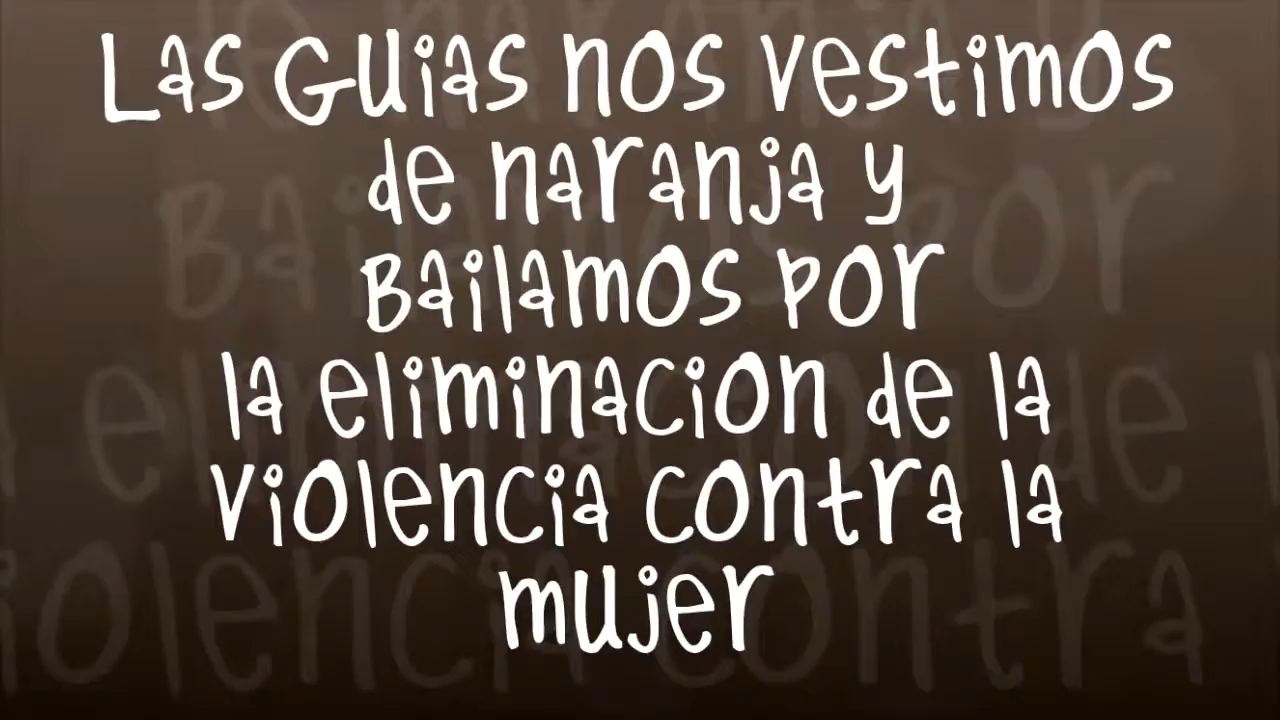 Las Guias nos vestimos
de naranja y
Bailamos por
la eliminacion de la
violencia contra la
mujer